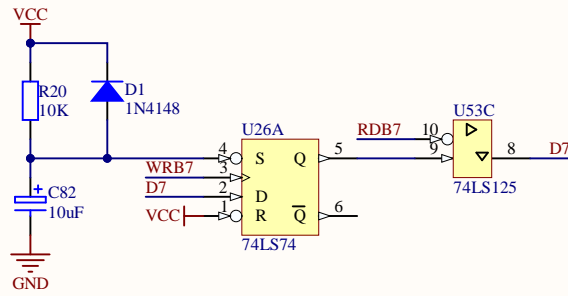 VCC
R20
10K
D1
1N4148
C82
10uF
GND
U26A
4
S
Q
5
WRB7
3
D7
2
D
VCC
1
R
Q
6
74LS74
U53C
RDB7
10
9
8
D7
74LS125